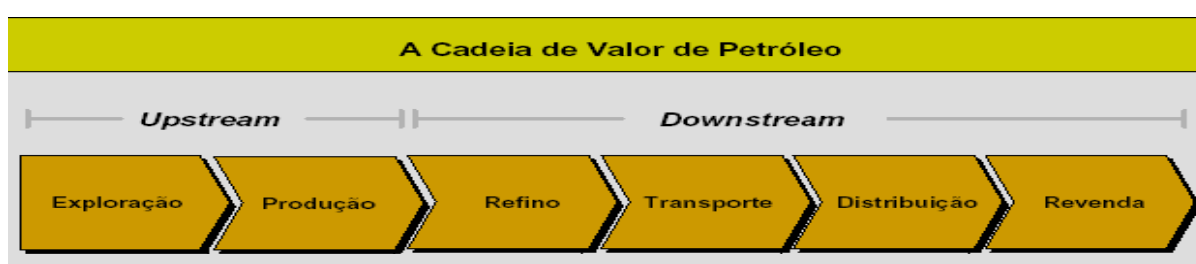 A Cadeia de Valor de Petróleo
Upstream Downstream
Exploração Produção Refino Transporte Distribuição Revenda